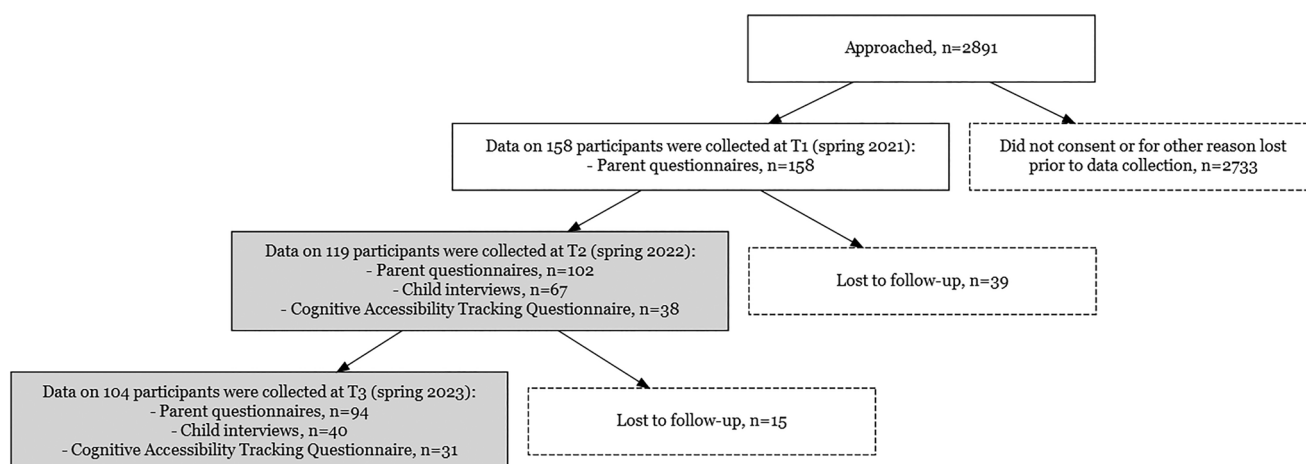 Approached, n=2891
Data on 158 participants were collected at T1 (spring 2021):
- Parent questionnaires, n=158
Did not consent or for other reason lost
prior to data collection, n=2733
Data on 119 participants were collected at T2 (spring 2022):
- Parent questionnaires, n=102
- Child interviews, n=67
- Cognitive Accessibility Tracking Questionnaire, n=38
Lost to follow-up, n=39
Data on 104 participants were collected at T3 (spring 2023):
- Parent questionnaires, n=94
- Child interviews, n=40
- Cognitive Accessibility Tracking Questionnaire, n=31
Lost to follow-up, n=15